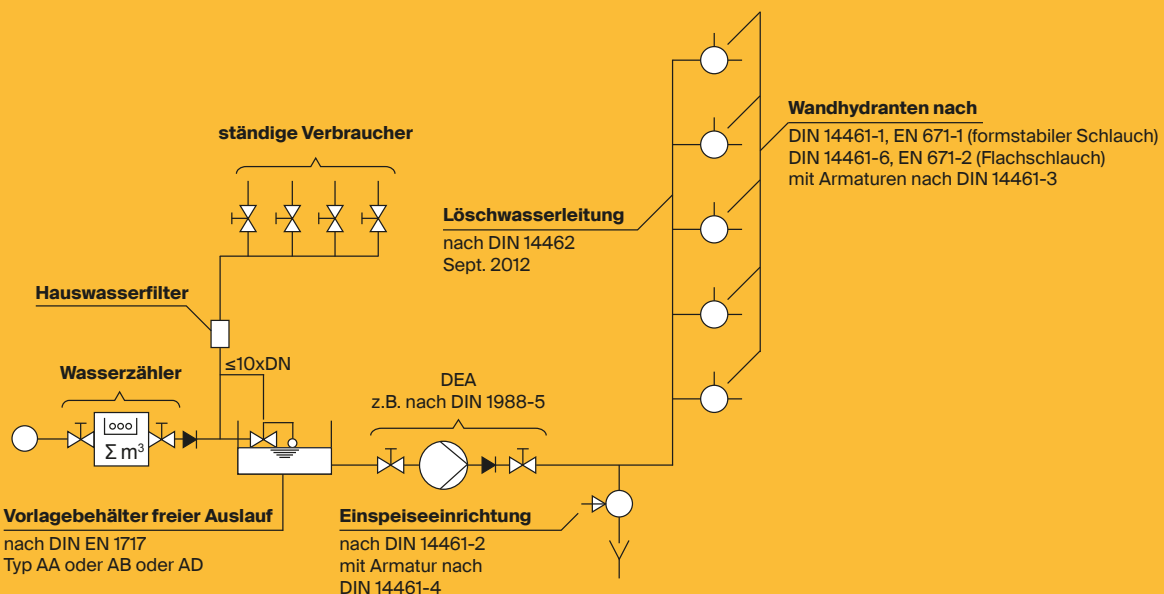 ständige Verbraucher
Wandhydranten nach
DIN 14461-1, EN 671-1 (formstabiler Schlauch)
DIN 14461-6, EN 671-2 (Flachschlauch)
mit Armaturen nach DIN 14461-3
Löschwasserleitung
nach DIN 14462
Sept. 2012
Hauswasserfilter
≤10xDN
Wasserzähler
Σ m³
DEA
z.B. nach DIN 1988-5
Vorlagebehälter freier Auslauf
nach DIN EN 1717
Typ AA oder AB oder AD
Einspeiseeinrichtung
nach DIN 14461-2
mit Armatur nach
DIN 14461-4